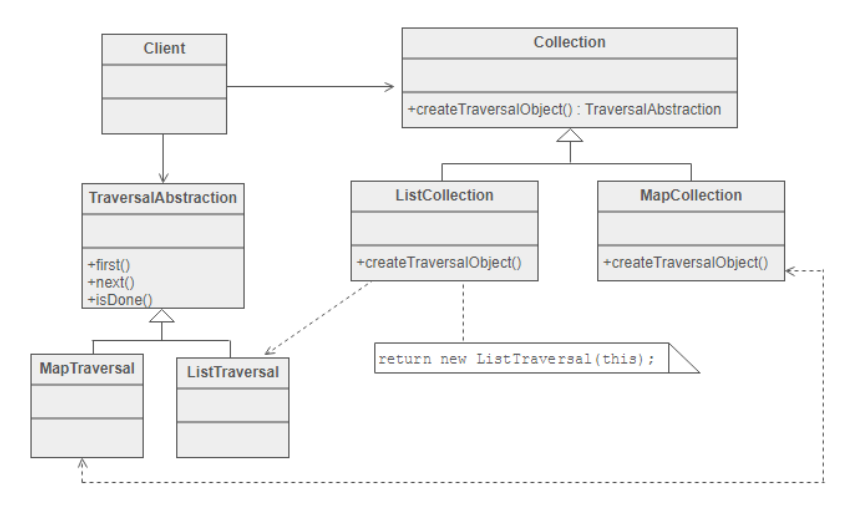 Client
Collection
+createTraversalObject() : TraversalAbstraction
TraversalAbstraction
+first()
+next()
+isDone()
ListCollection
+createTraversalObject()
MapCollection
+createTraversalObject()
return new ListTraversal(this);
MapTraversal
ListTraversal